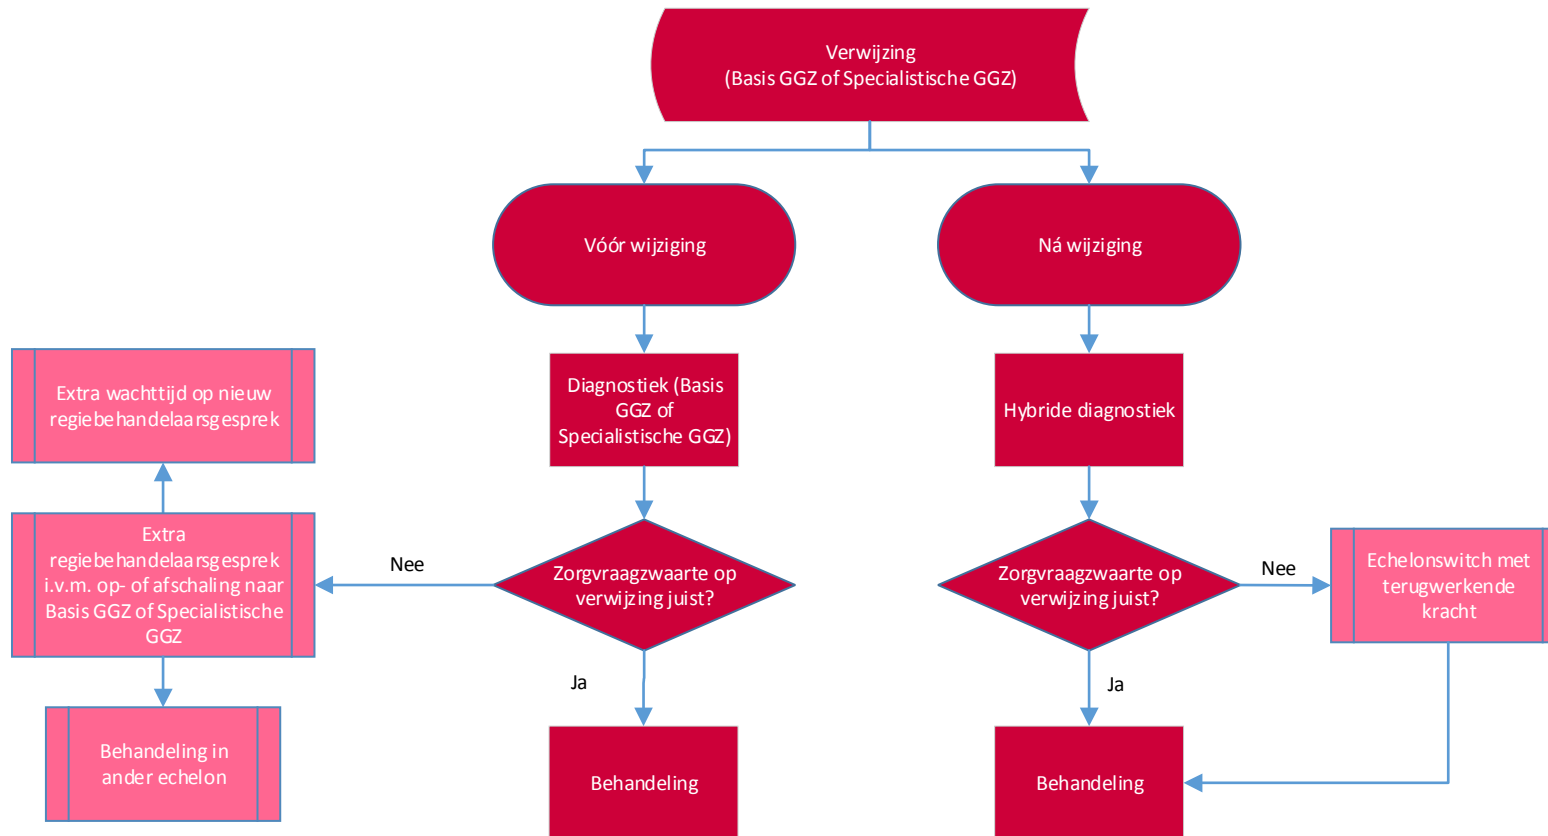 Verwijzing
(Basis GGZ of Specialistische GGZ)
Vóór wijziging
Ná wijziging
Extra wachttijd op nieuw
regiebehandelaarsgesprek
Diagnostiek (Basis
GGZ of
Specialistische GGZ)
Hybride diagnostiek
Extra
regiebehandelaarsgesprek
i.v.m. op- of afschaling naar
Basis GGZ of Specialistische
GGZ
Nee
Zorgvraagzwaarte op
verwijzing juist?
Zorgvraagzwaarte op
verwijzing juist?
Nee
Echelonswitch met
terugwerkende
kracht
Ja
Ja
Behandeling in
ander echelon
Behandeling
Behandeling